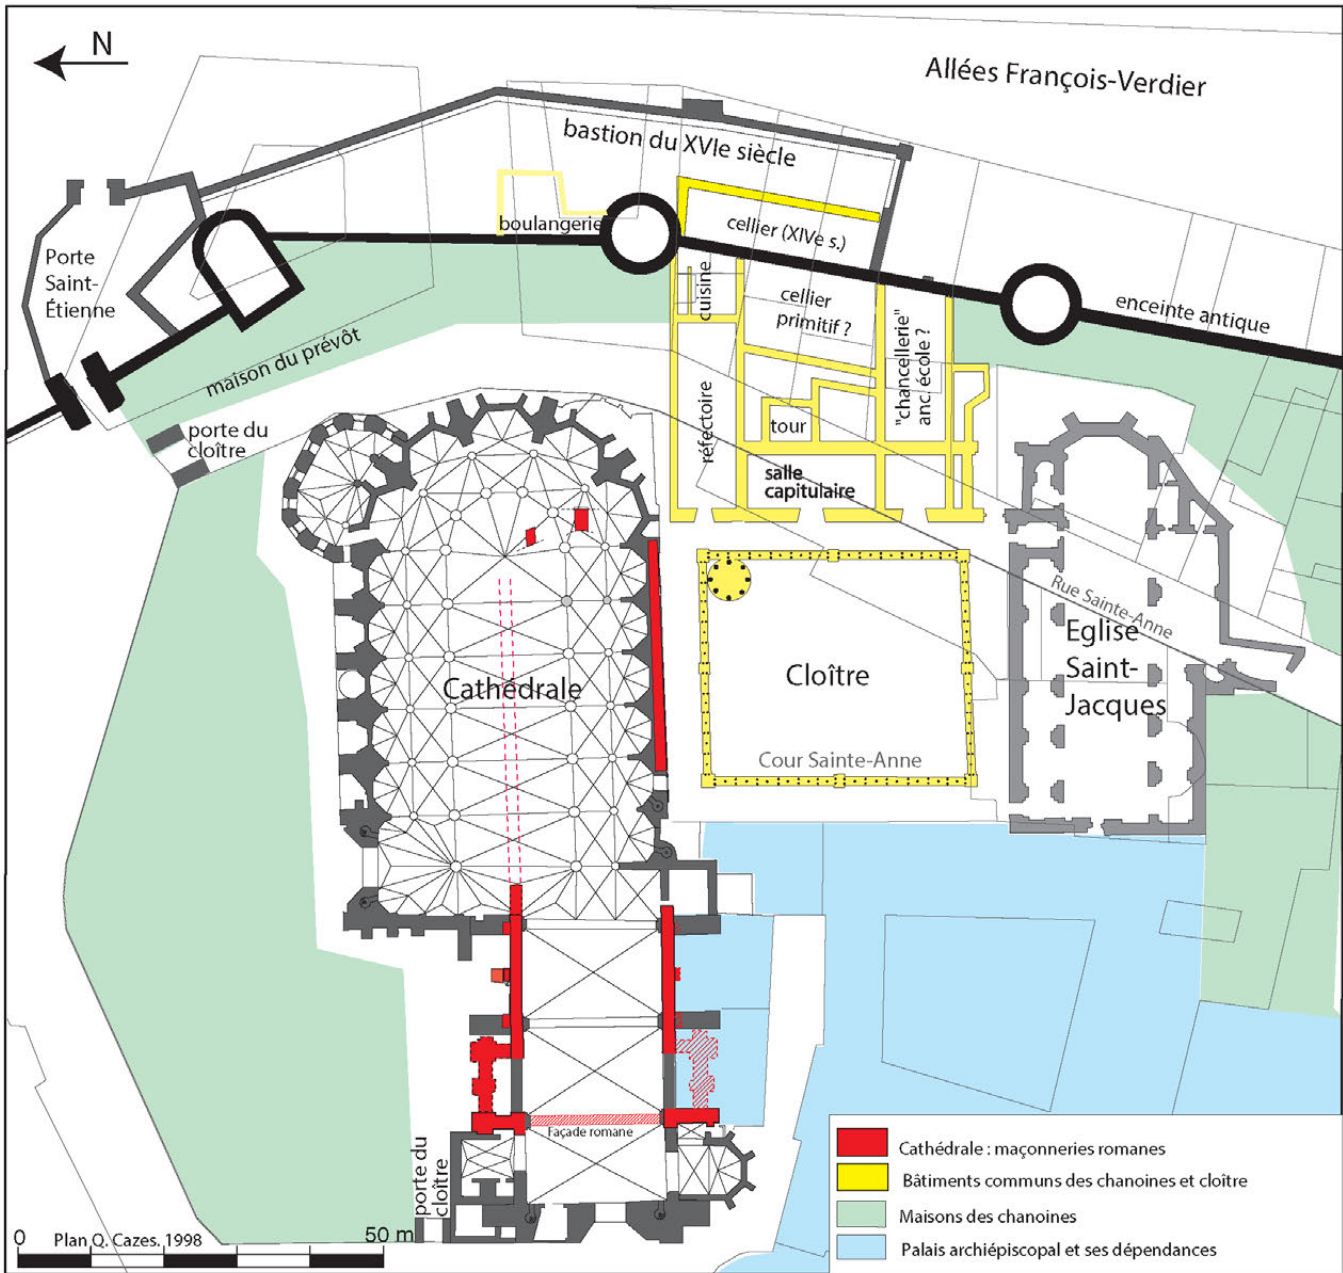 N
Allées François-Verdier
bastion du XVIe siècle
boulangerie
cellier (XIVe s.)
Porte
Saint-
Étienne
cuisine
cellier
primitif ?
"chancellerie"
anc. école ?
enceinte antique
maison du prévôt
porte du
cloître
réfectoire
tour
salle
capitulaire
Rue Sainte-Anne
Cathédrale
Cloître
Eglise
Saint-
Jacques
Cour Sainte-Anne
Façade romane
porte du
cloître
0
50 m
Plan Q. Cazes. 1998
Cathédrale : maçonneries romanes
Bâtiments communs des chanoines et cloître
Maisons des chanoines
Palais archiépiscopal et ses dépendances